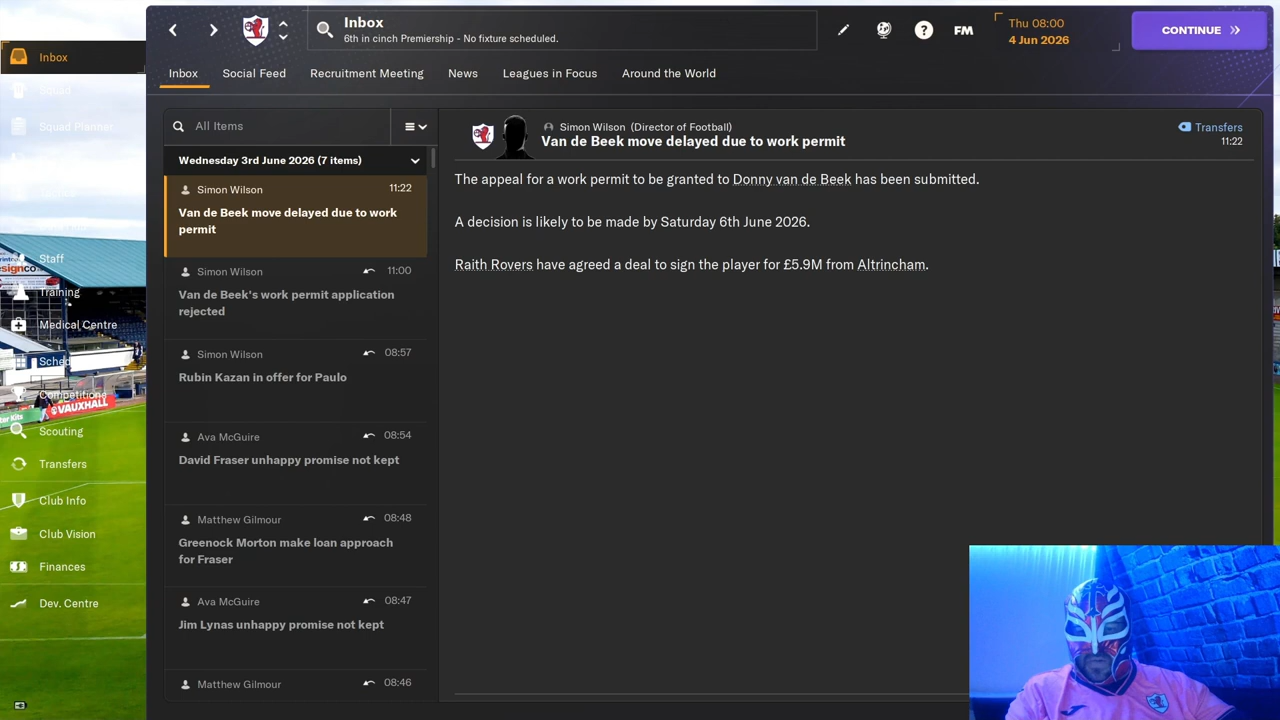 Inbox
6th in cinch Premiership - No fixture scheduled.
FM
Thu 08:00
4 Jun 2026
CONTINUE
Inbox
Social Feed
Recruitment Meeting
News
Leagues in Focus
Around the World
Inbox
Squad
Squad Planner
Staff
Training
Medical Centre
Sched
Competitions
Scouting
Transfers
Club Info
Club Vision
Finances
Dev. Centre
VAUXHALL
All Items
Wednesday 3rd June 2026 (7 items)
Simon Wilson 11:22
Van de Beek move delayed due to work
permit
Simon Wilson 11:00
Van de Beek's work permit application
rejected
Simon Wilson 08:57
Rubin Kazan in offer for Paulo
Ava McGuire 08:54
David Fraser unhappy promise not kept
Matthew Gilmour 08:48
Greenock Morton make loan approach
for Fraser
Ava McGuire 08:47
Jim Lynas unhappy promise not kept
Matthew Gilmour 08:46
Simon Wilson (Director of Football)
Van de Beek move delayed due to work permit
Transfers
11:22
The appeal for a work permit to be granted to Donny van de Beek has been submitted.
A decision is likely to be made by Saturday 6th June 2026.
Raith Rovers have agreed a deal to sign the player for £5.9M from Altrincham.